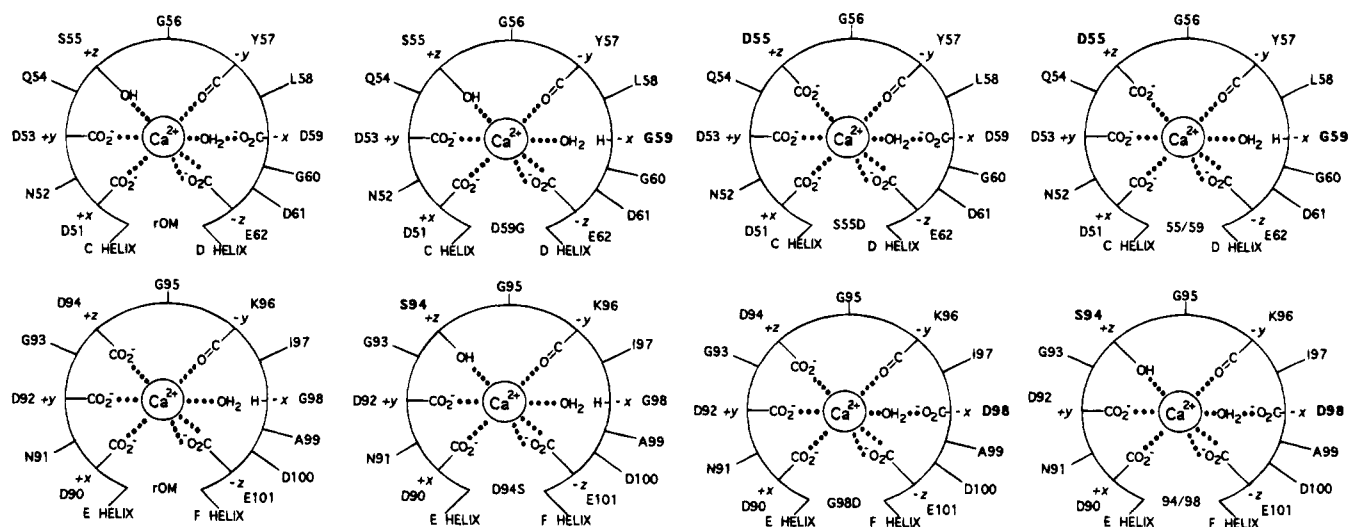 G56 G56 G56 G56
S55 Y57 S55 Y57 D55 Y57 D55 Y57
+z -y +z -y +z -y +z -y
Q54 L58 Q54 L58 Q54 L58 Q54 L58
OH O=C OH O=C CO₂⁻ O=C CO₂⁻ O=C
D53 +y CO₂⁻ Ca²⁺ OH₂ ⁻O₂C -x D59 D53 +y CO₂⁻ Ca²⁺ OH₂ H -x G59 D53 +y CO₂⁻ Ca²⁺ OH₂ ⁻O₂C -x D59 D53 +y CO₂⁻ Ca²⁺ OH₂ H -x G59
CO₂⁻ ⁻O₂C CO₂⁻ ⁻O₂C CO₂⁻ ⁻O₂C CO₂⁻ ⁻O₂C
N52 G60 N52 G60 N52 G60 N52 G60
D61 D61 D61 D61
+x -z +x -z +x -z +x -z
D51 rOM E62 D51 D59G E62 D51 S55D E62 D51 55/59 E62
C HELIX D HELIX C HELIX D HELIX C HELIX D HELIX C HELIX D HELIX
G95 G95 G95 G95
D94 K96 S94 K96 D94 K96 S94 K96
+z -y +z -y +z -y +z -y
G93 I97 G93 I97 G93 I97 G93 I97
CO₂⁻ O=C OH O=C CO₂⁻ O=C OH O=C
D92 +y CO₂⁻ Ca²⁺ OH₂ H -x G98 D92 +y CO₂⁻ Ca²⁺ OH₂ H -x G98 D92 +y CO₂⁻ Ca²⁺ OH₂ ⁻O₂C -x D98 D92 +y CO₂⁻ Ca²⁺ OH₂ ⁻O₂C -x D98
CO₂⁻ ⁻O₂C CO₂⁻ ⁻O₂C CO₂⁻ ⁻O₂C CO₂⁻ ⁻O₂C
N91 A99 N91 A99 N91 A99 N91 A99
D100 D100 D100 D100
+x -z +x -z +x -z +x -z
D90 rOM E101 D90 D94S E101 D90 G98D E101 D90 94/98 E101
E HELIX F HELIX E HELIX F HELIX E HELIX F HELIX E HELIX F HELIX